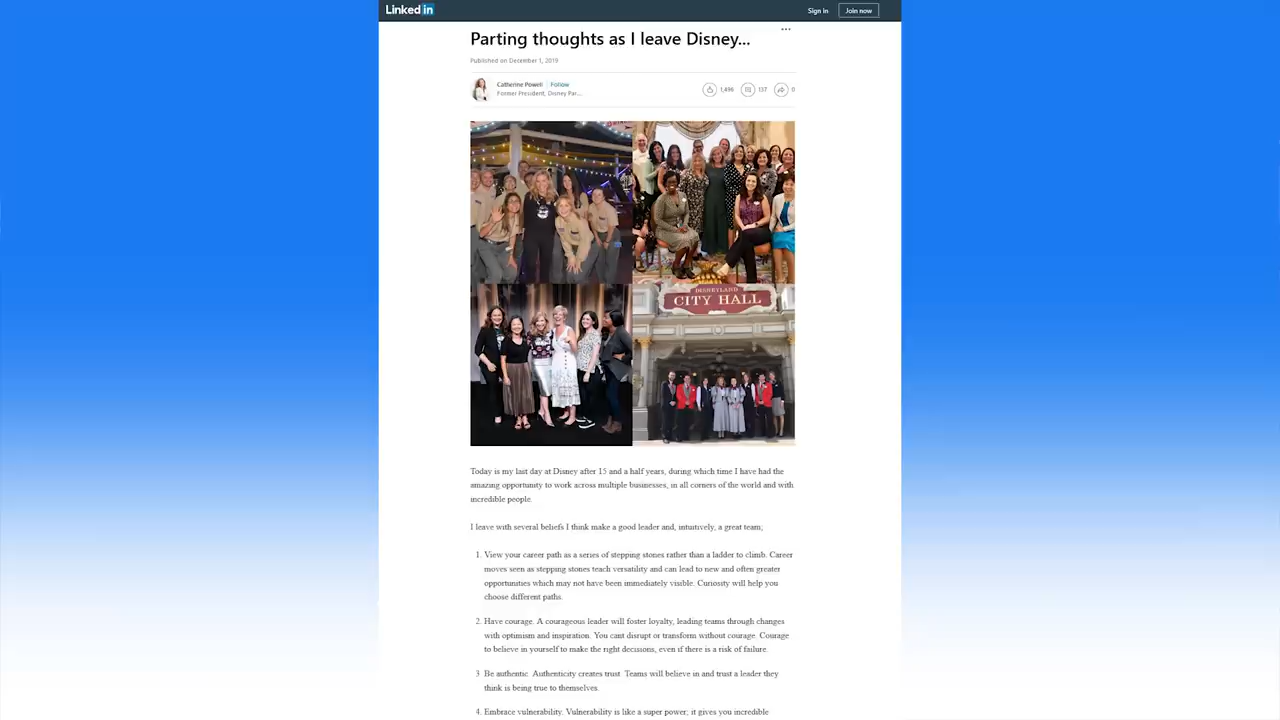 Linked in
Sign in
Join now
Parting thoughts as I leave Disney...
Published on December 1, 2019
Catherine Powell Follow
Former President, Disney Par...
1,496 137 0
DISNEYLAND
CITY HALL
Today is my last day at Disney after 15 and a half years, during which time I have had the
amazing opportunity to work across multiple businesses, in all corners of the world and with
incredible people.
I leave with several beliefs I think make a good leader and, intuitively, a great team;
1. View your career path as a series of stepping stones rather than a ladder to climb. Career
moves seen as stepping stones teach versatility and can lead to new and often greater
opportunities which may not have been immediately visible. Curiosity will help you
choose different paths.
2. Have courage. A courageous leader will foster loyalty, leading teams through changes
with optimism and inspiration. You cant disrupt or transform without courage. Courage
to believe in yourself to make the right decisions, even if there is a risk of failure.
3 Be authentic. Authenticity creates trust. Teams will believe in and trust a leader they
think is being true to themselves.
4. Embrace vulnerability. Vulnerability is like a super power; it gives you incredible